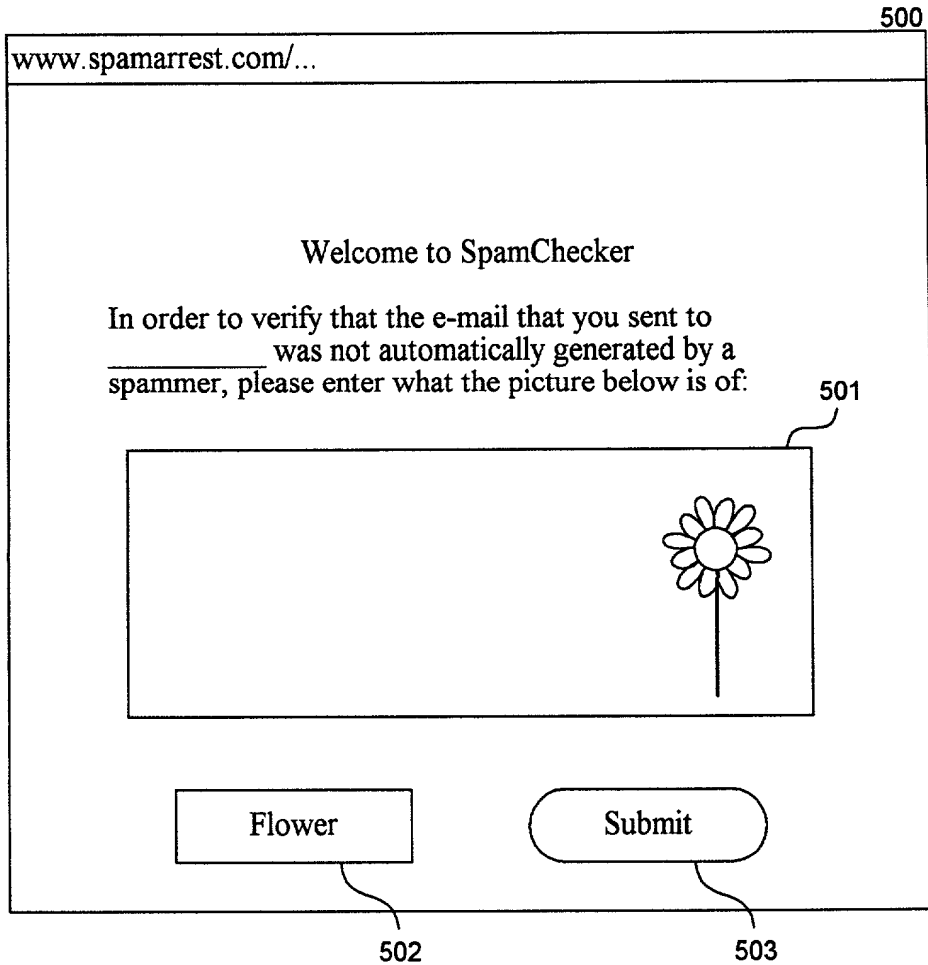 500
www.spamarrest.com/...
Welcome to SpamChecker
In order to verify that the e-mail that you sent to
__________ was not automatically generated by a
spammer, please enter what the picture below is of:
501
Flower
Submit
502
503